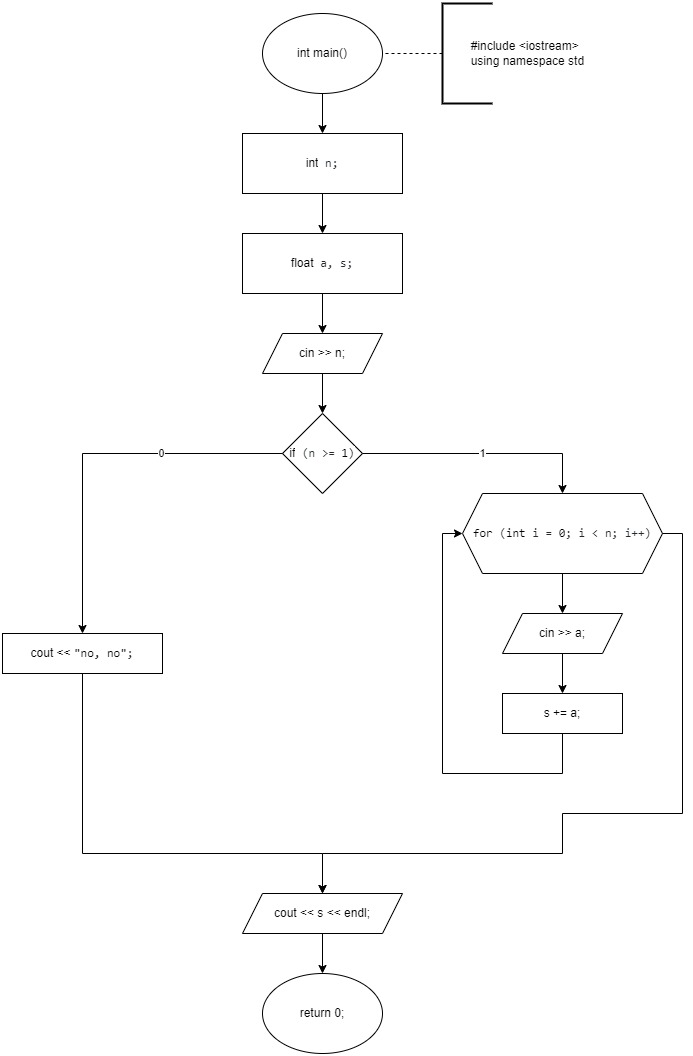 int main()
#include <iostream>
using namespace std
int n;
float a, s;
cin >> n;
if (n >= 1)
0
1
for (int i = 0; i < n; i++)
cin >> a;
cout << "no, no";
s += a;
cout << s << endl;
return 0;